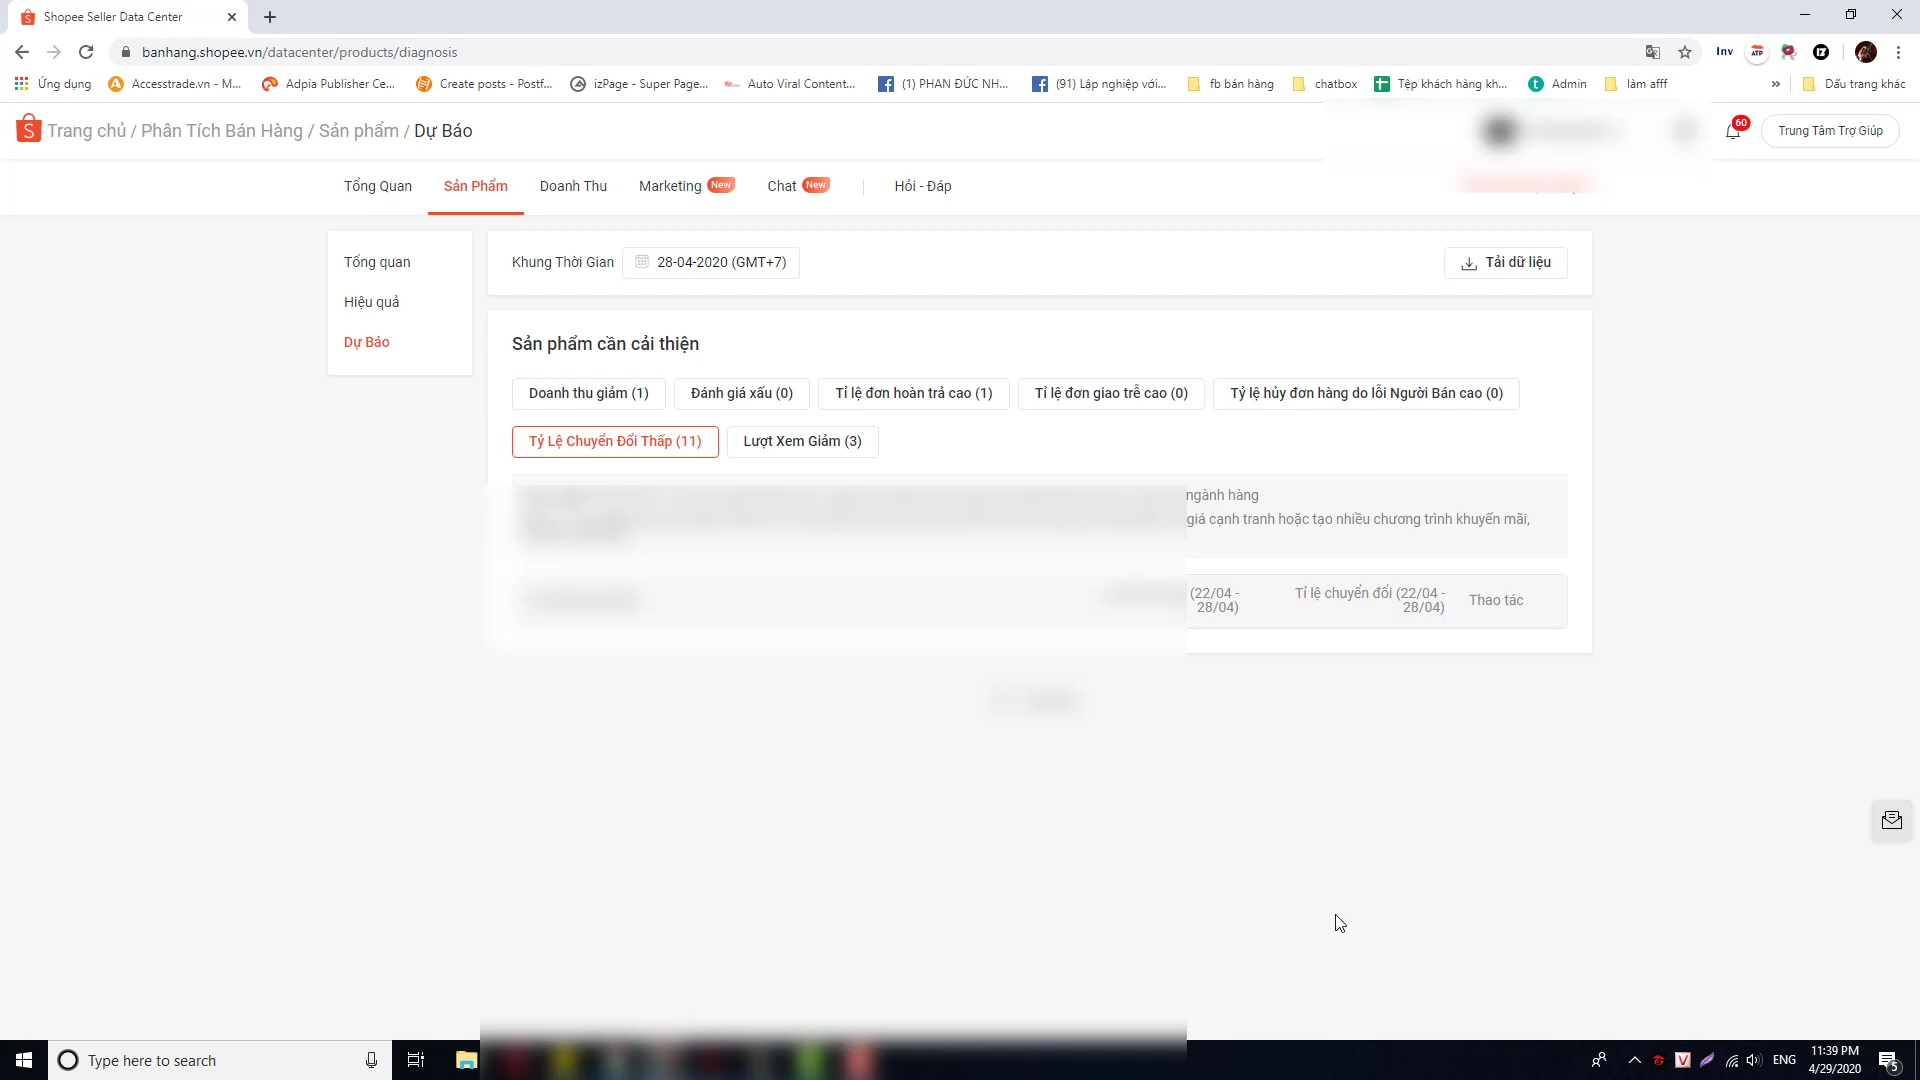 Shopee Seller Data Center
banhang.shopee.vn/datacenter/products/diagnosis
Inv
ATP
Ứng dụng
Accesstrade.vn - M...
Adpia Publisher Ce...
Create posts - Postf...
izPage - Super Page...
Auto Viral Content...
(1) PHAN ĐỨC NH...
(91) Lập nghiệp với...
fb bán hàng
chatbox
Tệp khách hàng kh...
Admin
làm afff
»
Dấu trang khác
Trang chủ / Phân Tích Bán Hàng / Sản phẩm / Dự Báo
60
Trung Tâm Trợ Giúp
Tổng Quan
Sản Phẩm
Doanh Thu
Marketing New
Chat New
Hỏi - Đáp
Tổng quan
Hiệu quả
Dự Báo
Khung Thời Gian
28-04-2020 (GMT+7)
Tải dữ liệu
Sản phẩm cần cải thiện
Doanh thu giảm (1)
Đánh giá xấu (0)
Tỉ lệ đơn hoàn trả cao (1)
Tỉ lệ đơn giao trễ cao (0)
Tỷ lệ hủy đơn hàng do lỗi Người Bán cao (0)
Tỷ Lệ Chuyển Đổi Thấp (11)
Lượt Xem Giảm (3)
ngành hàng
giá cạnh tranh hoặc tạo nhiều chương trình khuyến mãi,
(22/04 -
28/04)
Tỉ lệ chuyển đổi (22/04 -
28/04)
Thao tác
Type here to search
ENG
11:39 PM
4/29/2020
5